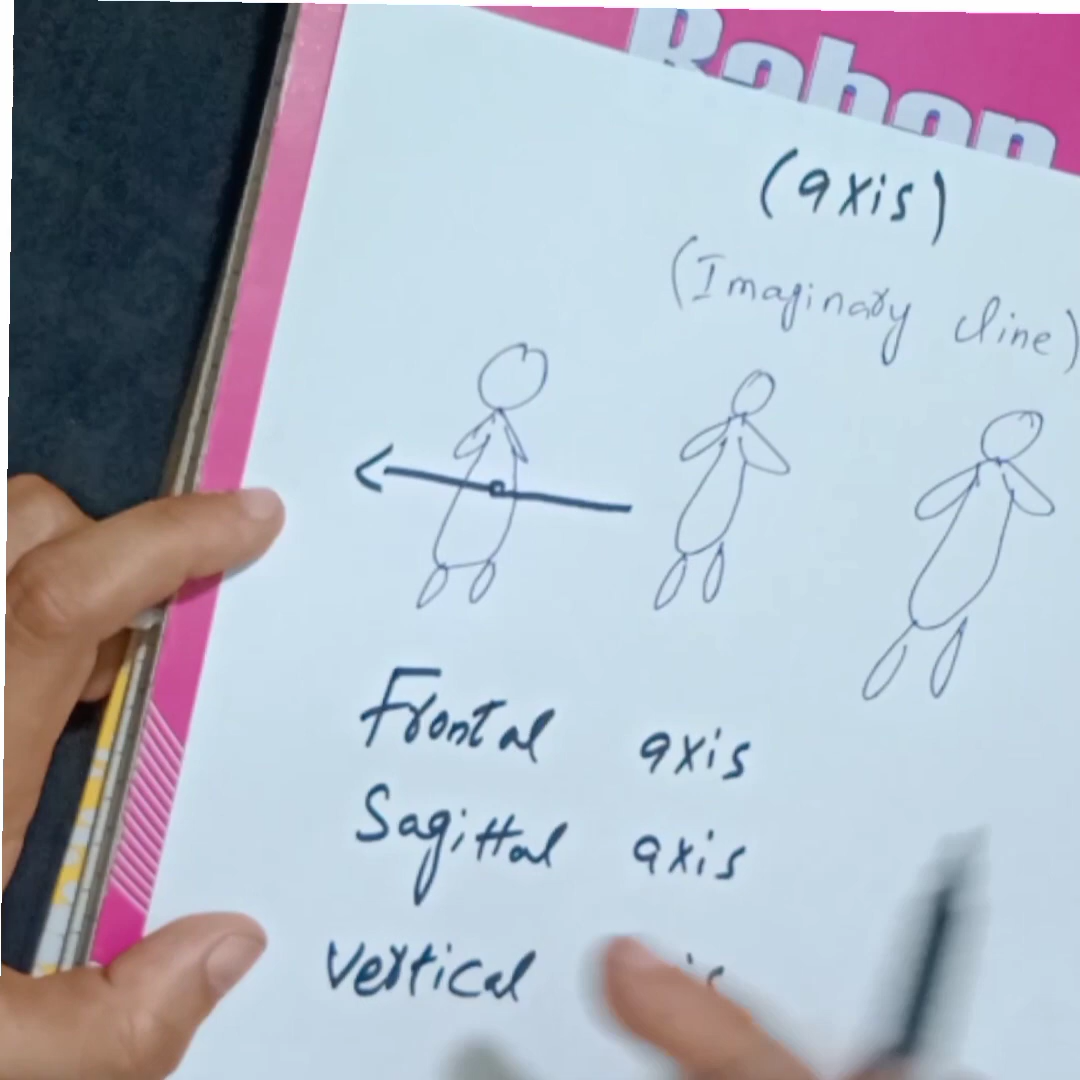 (axis)
(Imaginary line)
Frontal axis
Sagittal axis
Vertical